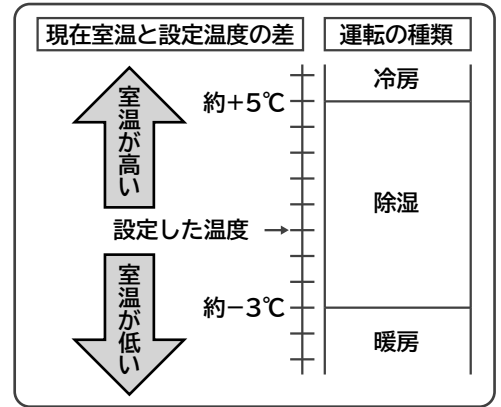 現在室温と設定温度の差
運転の種類
室温が高い
約+5℃
冷房
除湿
設定した温度 →
室温が低い
約−3℃
暖房